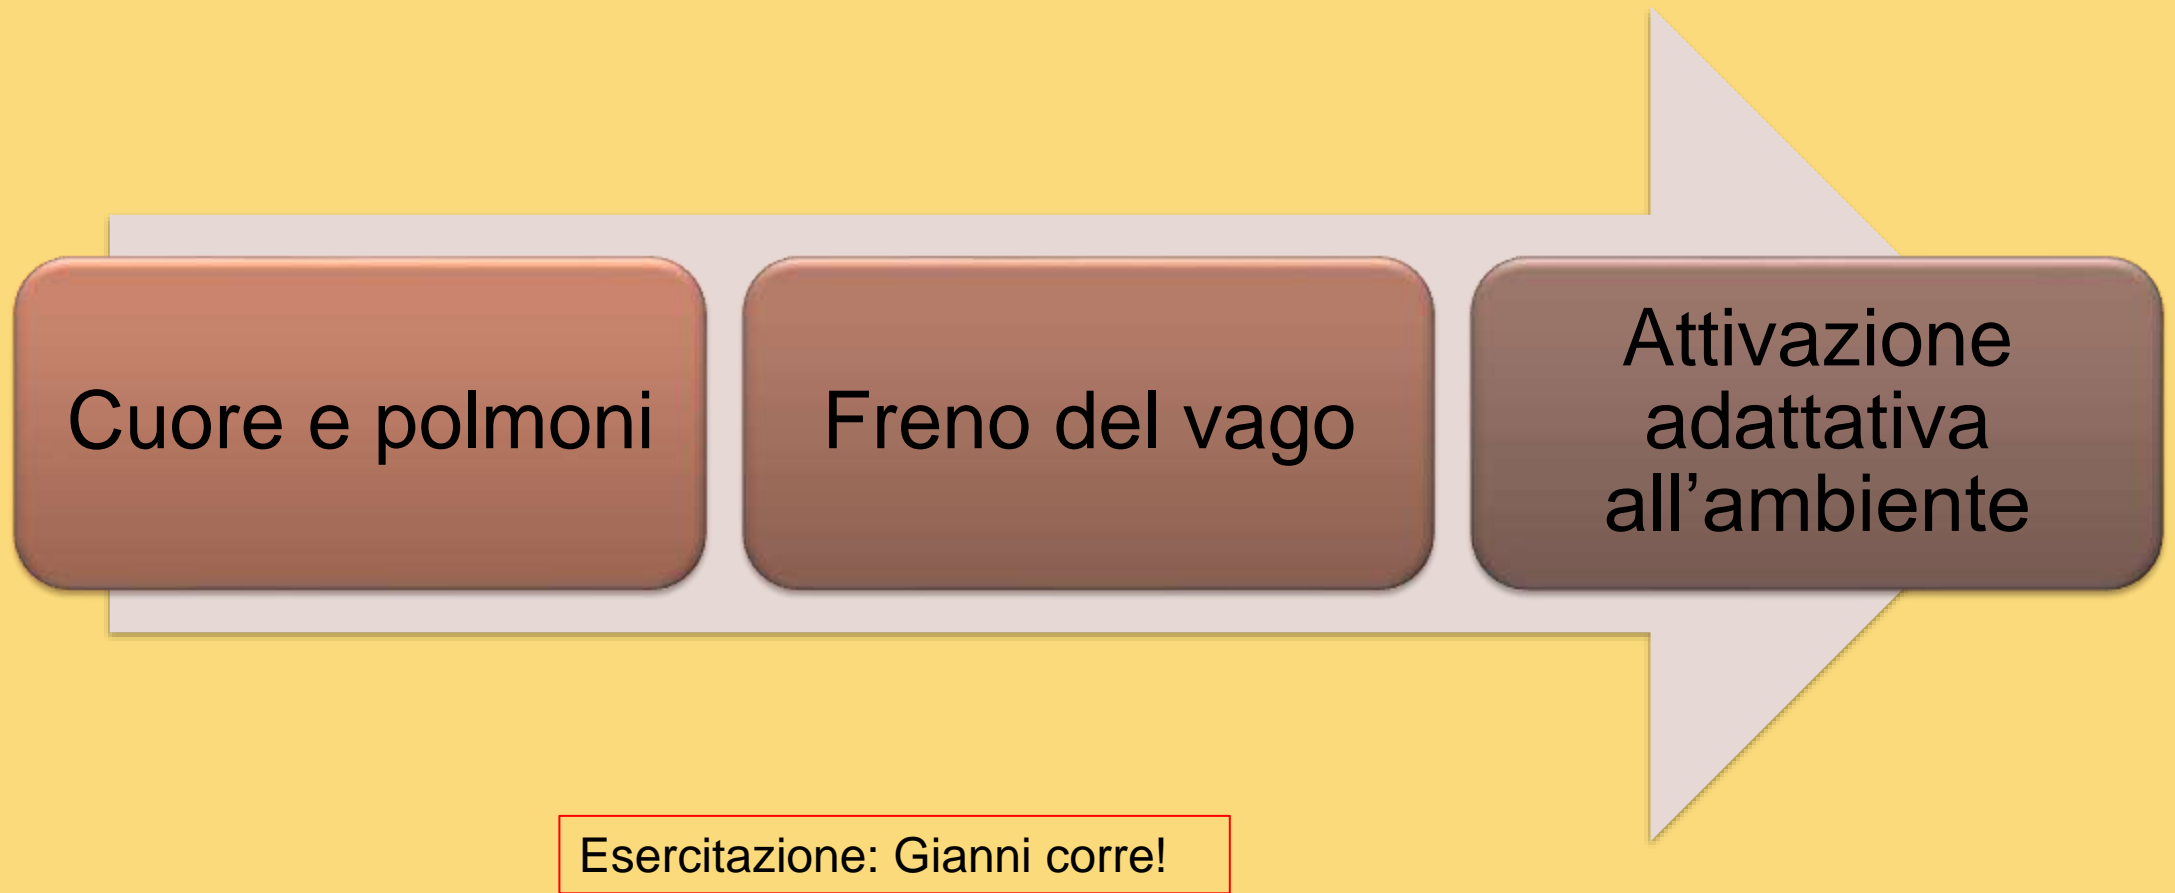 Cuore e polmoni
Freno del vago
Attivazione
adattativa
all’ambiente
Esercitazione: Gianni corre!